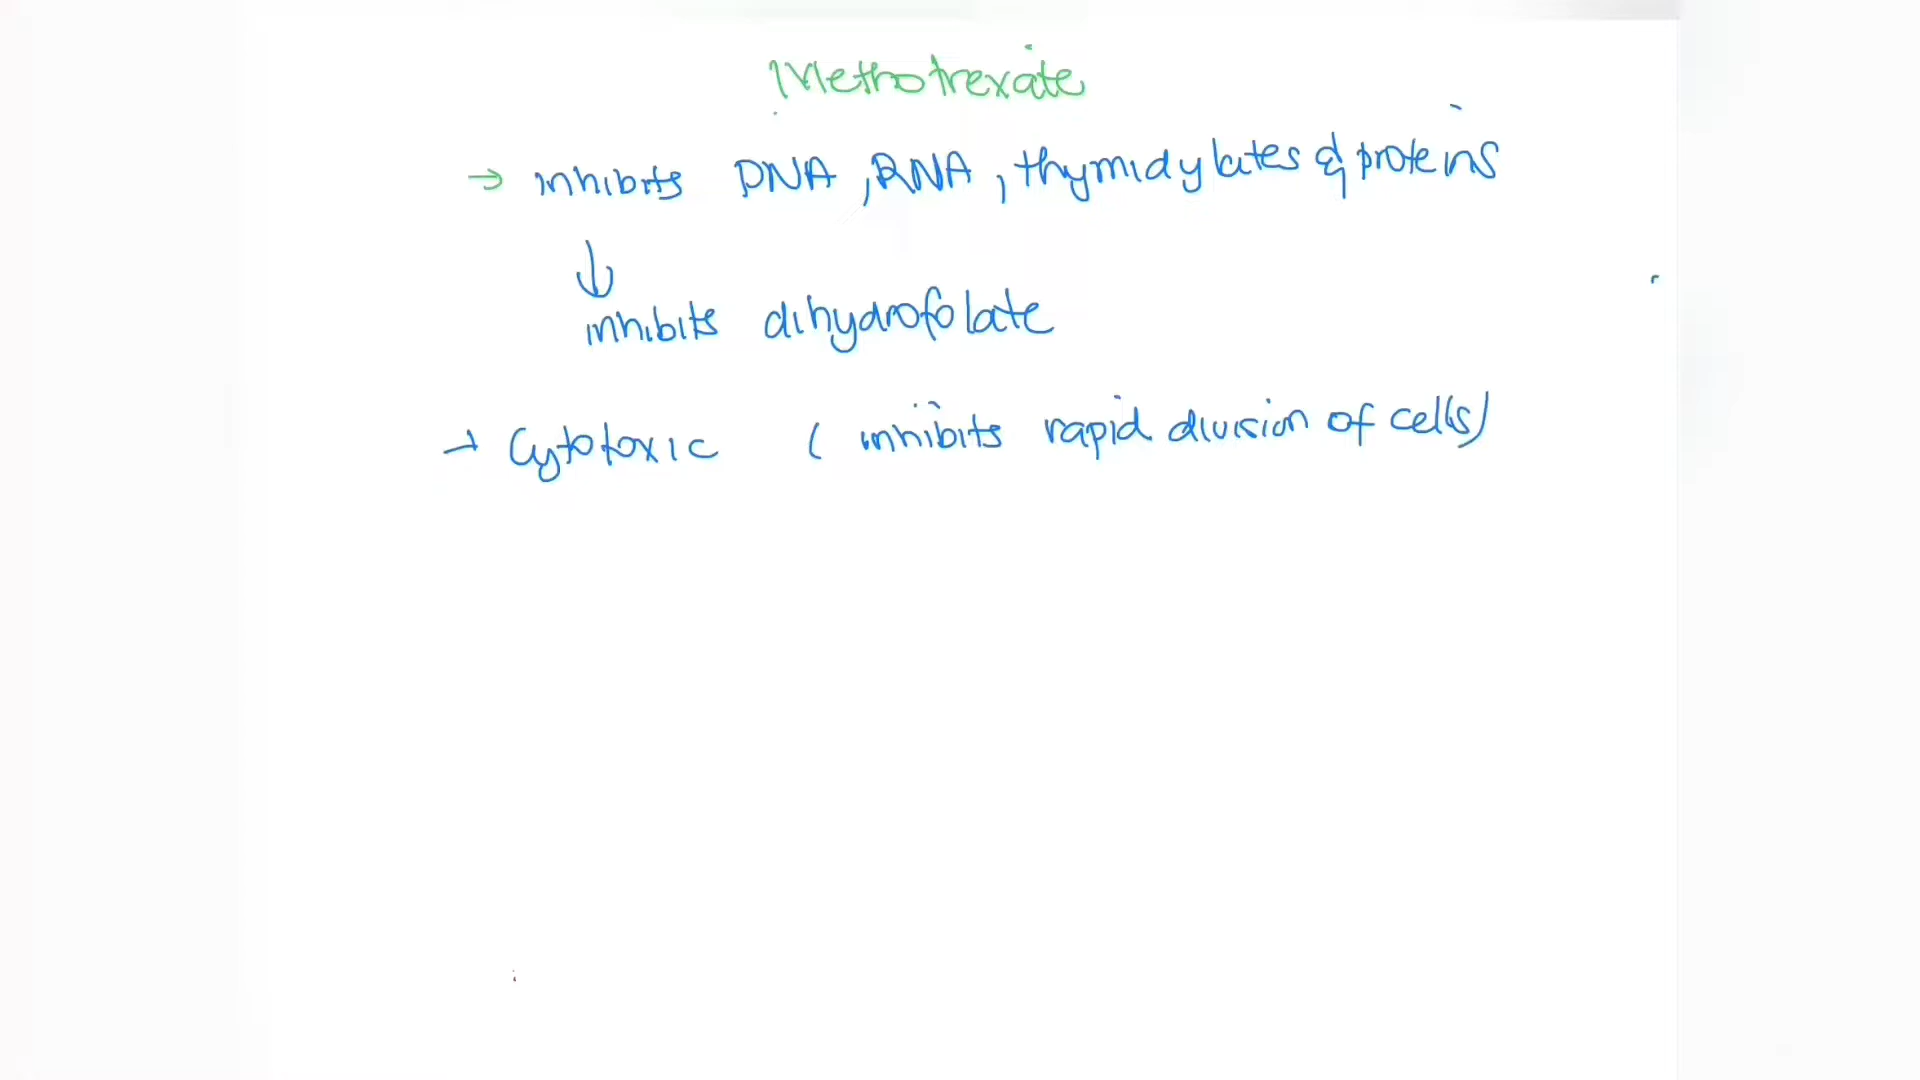 Methotrexate
→ inhibits DNA, RNA, thymidylates & proteins
↓
inhibits dihydrofolate
→ Cytotoxic (inhibits rapid division of cells)